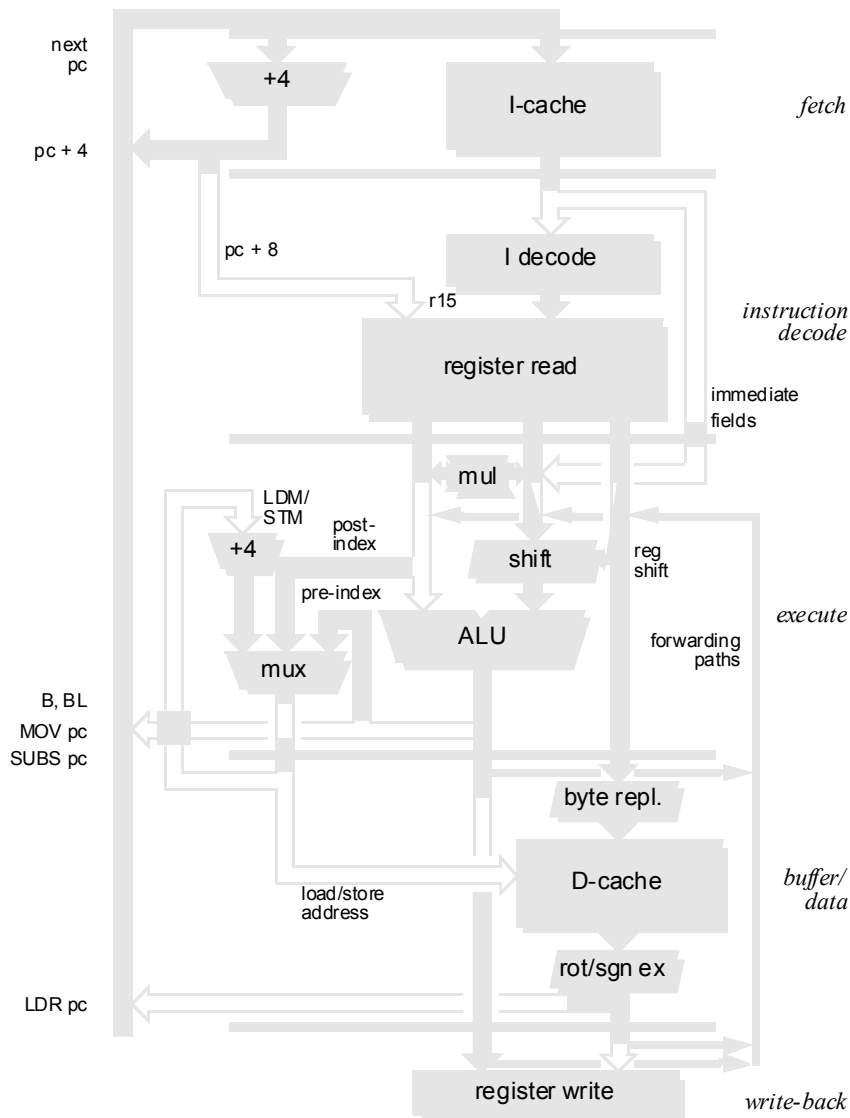 next
pc
+4
I-cache
fetch
pc + 4
pc + 8
I decode
r15
instruction
decode
register read
immediate
fields
mul
LDM/
STM
post-
index
+4
shift
reg
shift
pre-index
ALU
execute
mux
forwarding
paths
B, BL
MOV pc
SUBS pc
byte repl.
D-cache
buffer/
data
load/store
address
rot/sgn ex
LDR pc
register write
write-back